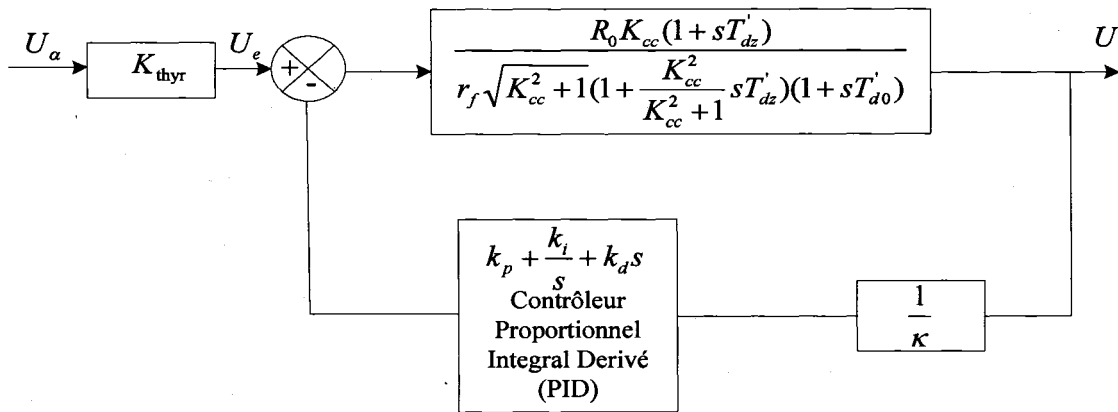 U_α
K_thyr
U_e
+
-
R_0 K_cc (1 + sT'_dz)
r_f √(K_cc^2 + 1) (1 + K_cc^2 / (K_cc^2 + 1) sT'_dz)(1 + sT'_d0)
U
k_p + k_i / s + k_d s
Contrôleur
Proportionnel
Integral Derivé
(PID)
1 / κ